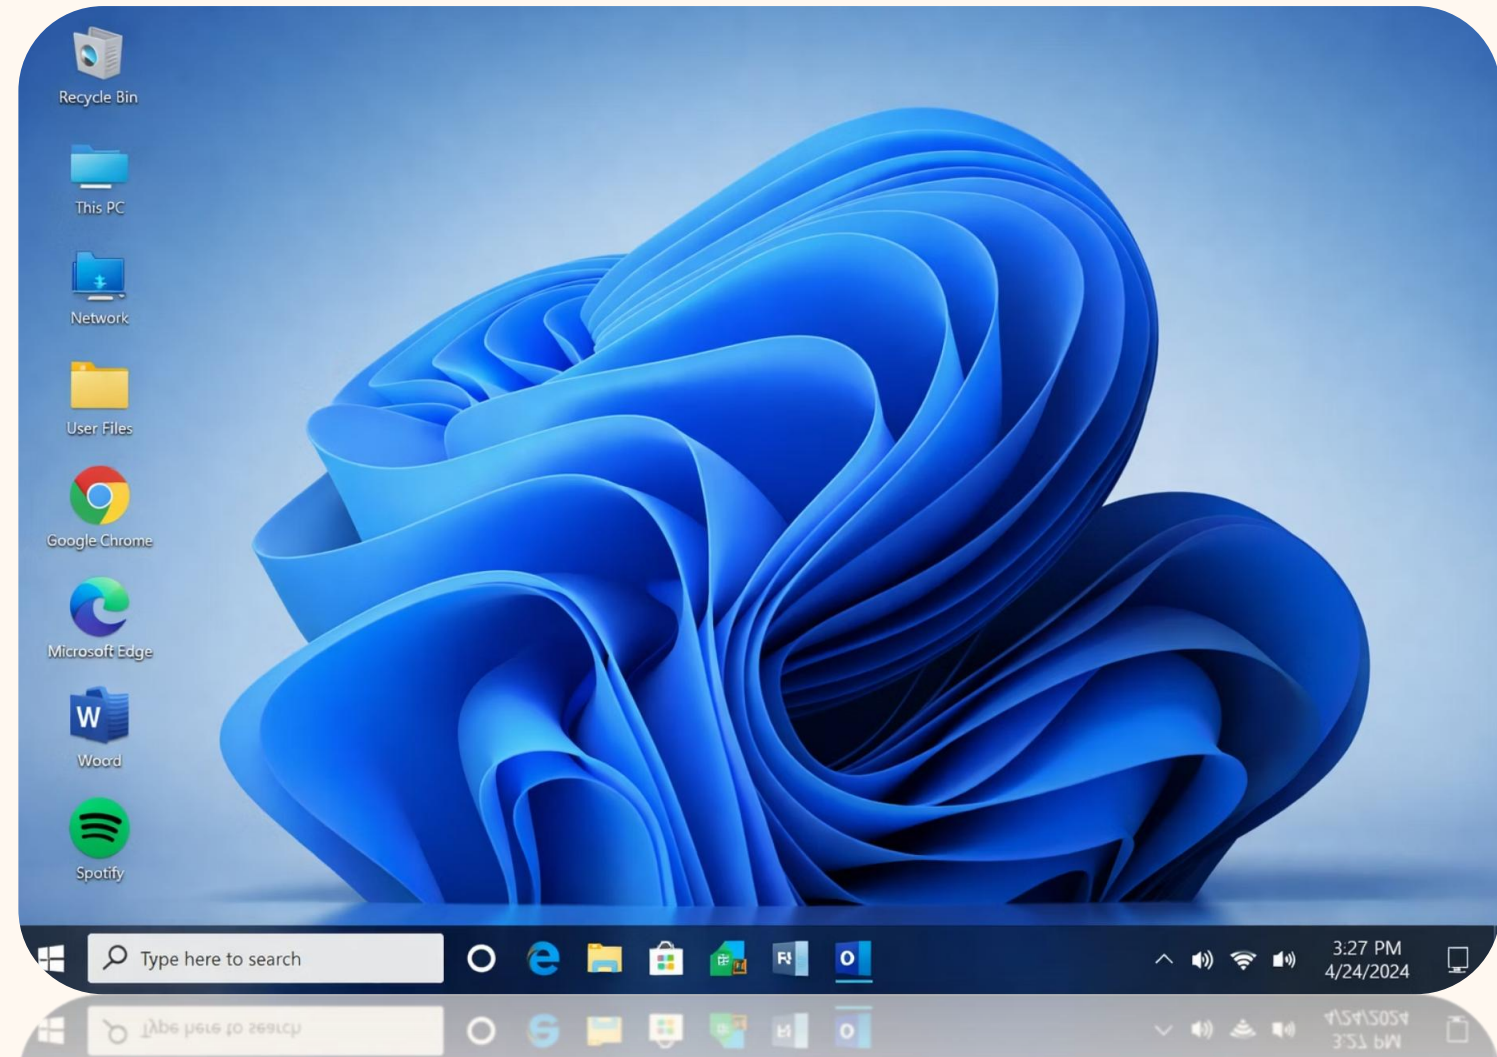 Recycle Bin
This PC
Network
User Files
Google Chrome
Microsoft Edge
W
Woord
Spotify
Type here to search
O
3:27 PM
4/24/2024